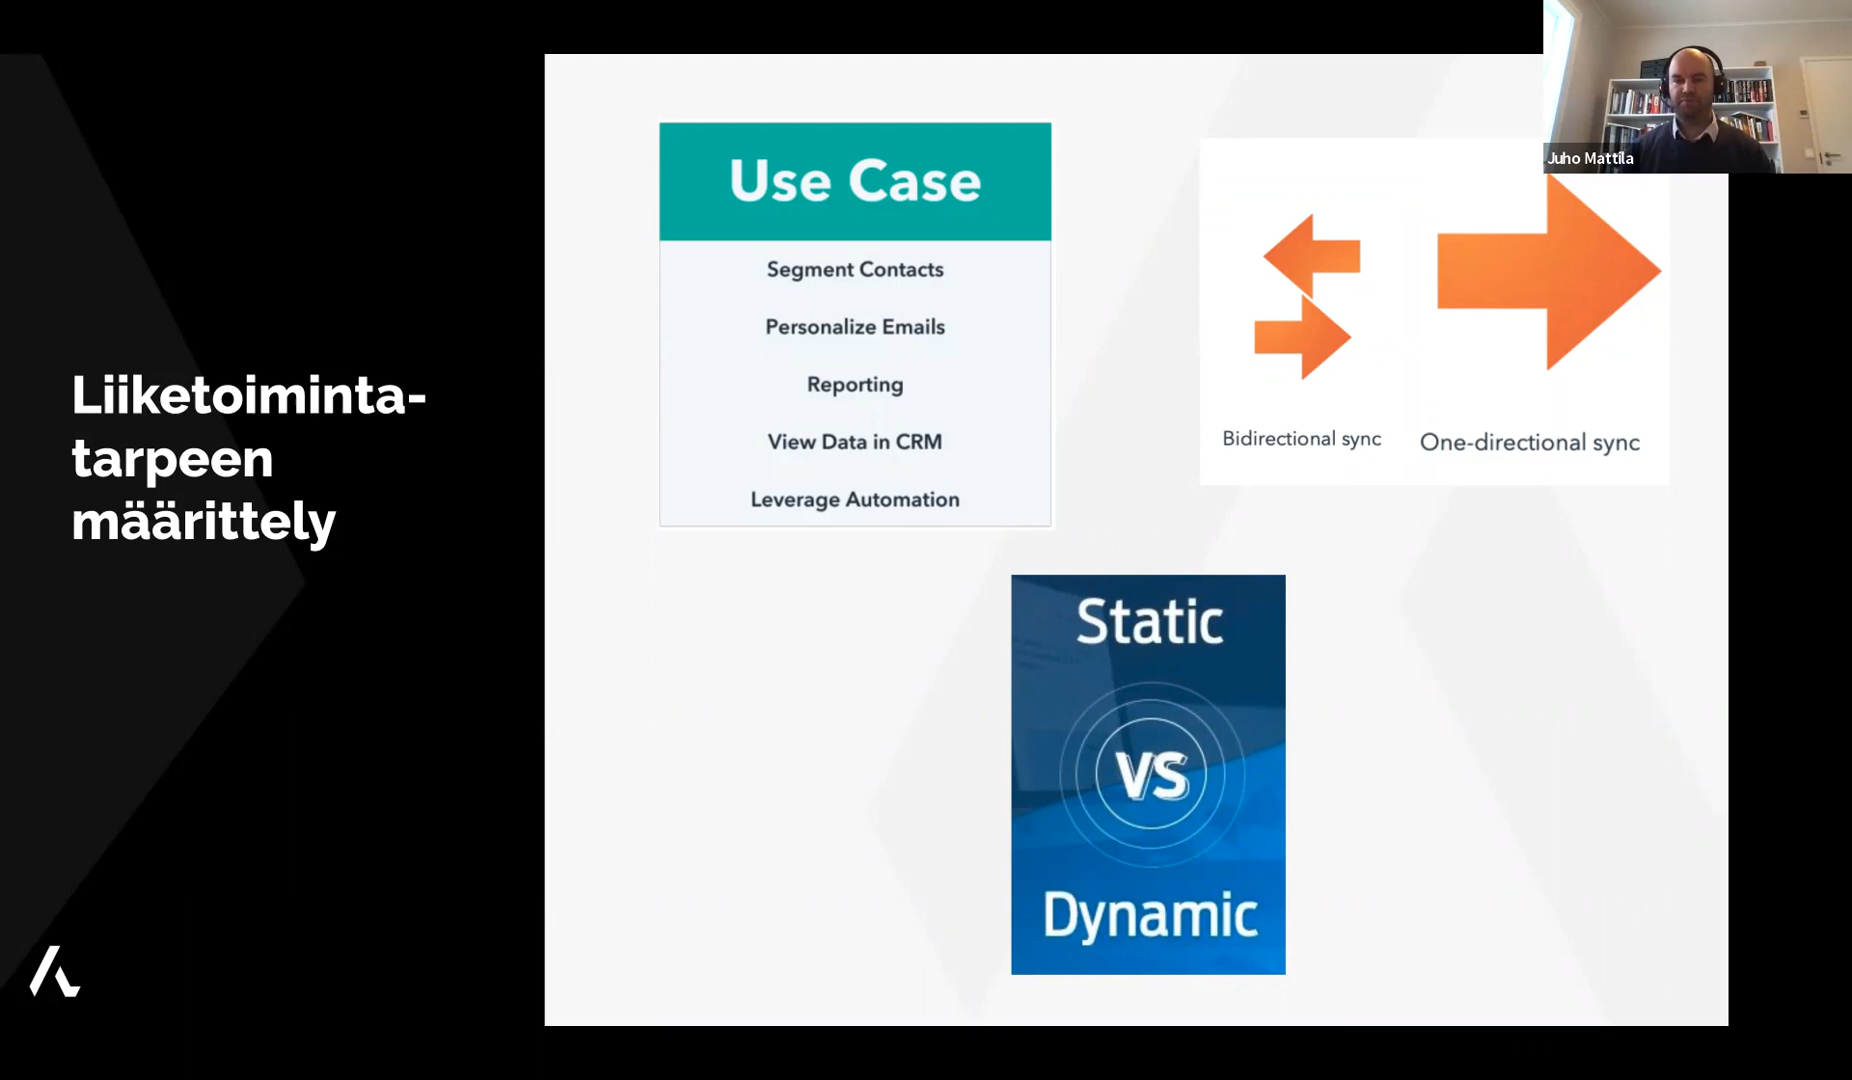 Liiketoiminta-
tarpeen
määrittely
Use Case
Segment Contacts
Personalize Emails
Reporting
View Data in CRM
Leverage Automation
Bidirectional sync
One-directional sync
Static
VS
Dynamic
Juho Mattila